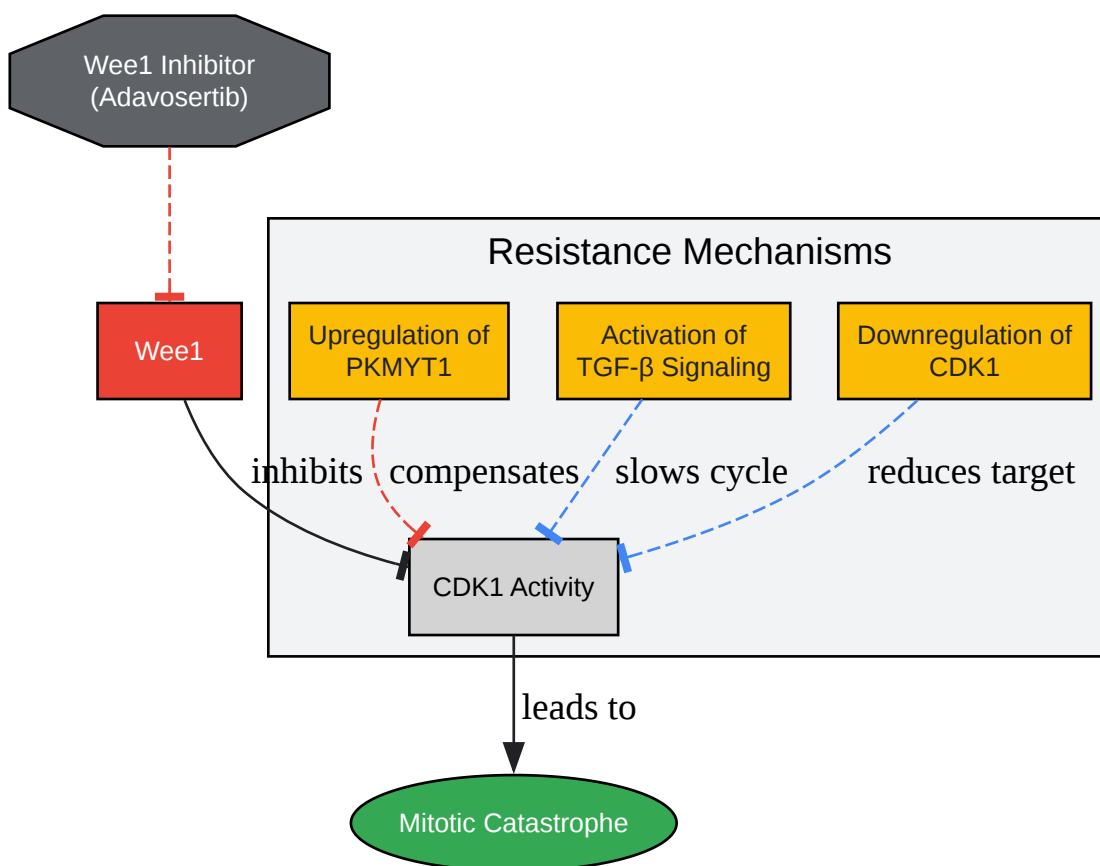 Wee1 Inhibitor
(Adavosertib)
Resistance Mechanisms
Wee1
Upregulation of
PKMYT1
Activation of
TGF-β Signaling
Downregulation of
CDK1
inhibits
compensates
slows cycle
reduces target
CDK1 Activity
leads to
Mitotic Catastrophe